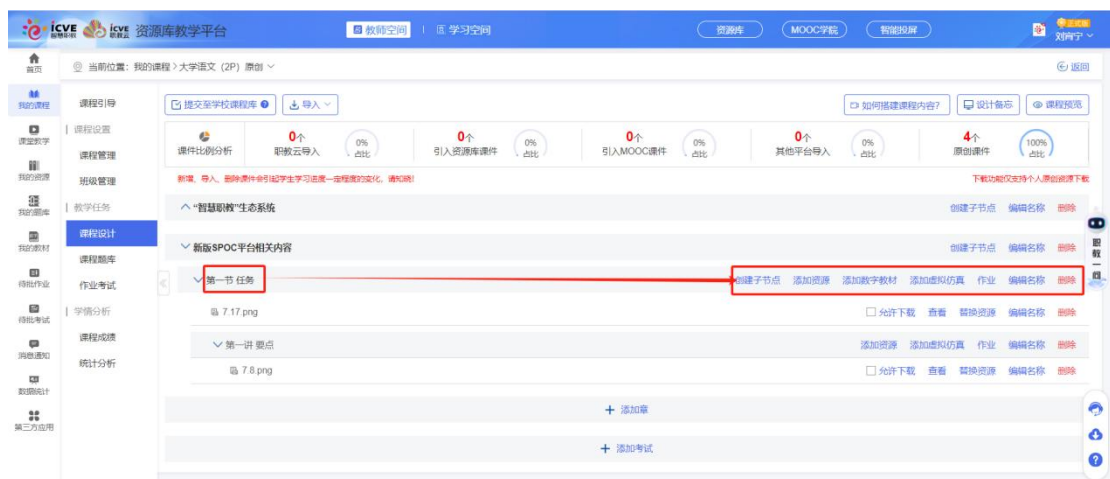 icve 智慧职教 icve 职教云 资源库教学平台 教师空间 学习空间 资源库 MOOC学院 智能投屏 正式版 刘肖宁
首页 当前位置：我的课程 > 大学语文（2P）原创 返回
我的课程
课堂教学
我的资源
我的题库
我的教材
待批作业
待批考试
消息通知
数据统计
第三方应用
课程引导
课程设置
课程管理
班级管理
教学任务
课程设计
课程题库
作业考试
学情分析
课程成绩
统计分析
提交至学校课程库 导入 如何搭建课程内容? 设计备忘 课程预览
课件比例分析 0个 职教云导入 0% 占比 0个 引入资源库课件 0% 占比 0个 引入MOOC课件 0% 占比 0个 其他平台导入 0% 占比 4个 原创课件 100% 占比
新增、导入、删除课件会引起学生学习进度一定程度的变化，请知晓! 下载功能仅支持个人原创资源下载
“智慧职教”生态系统 创建子节点 编辑名称 删除
新版SPOC平台相关内容 创建子节点 编辑名称 删除
第一节 任务 创建子节点 添加资源 添加数字教材 添加虚拟仿真 作业 编辑名称 删除
7.17.png 允许下载 查看 替换资源 编辑名称 删除
第一讲 要点 添加资源 添加虚拟仿真 作业 编辑名称 删除
7.8.png 允许下载 查看 替换资源 编辑名称 删除
+ 添加章
+ 添加考试
职教一